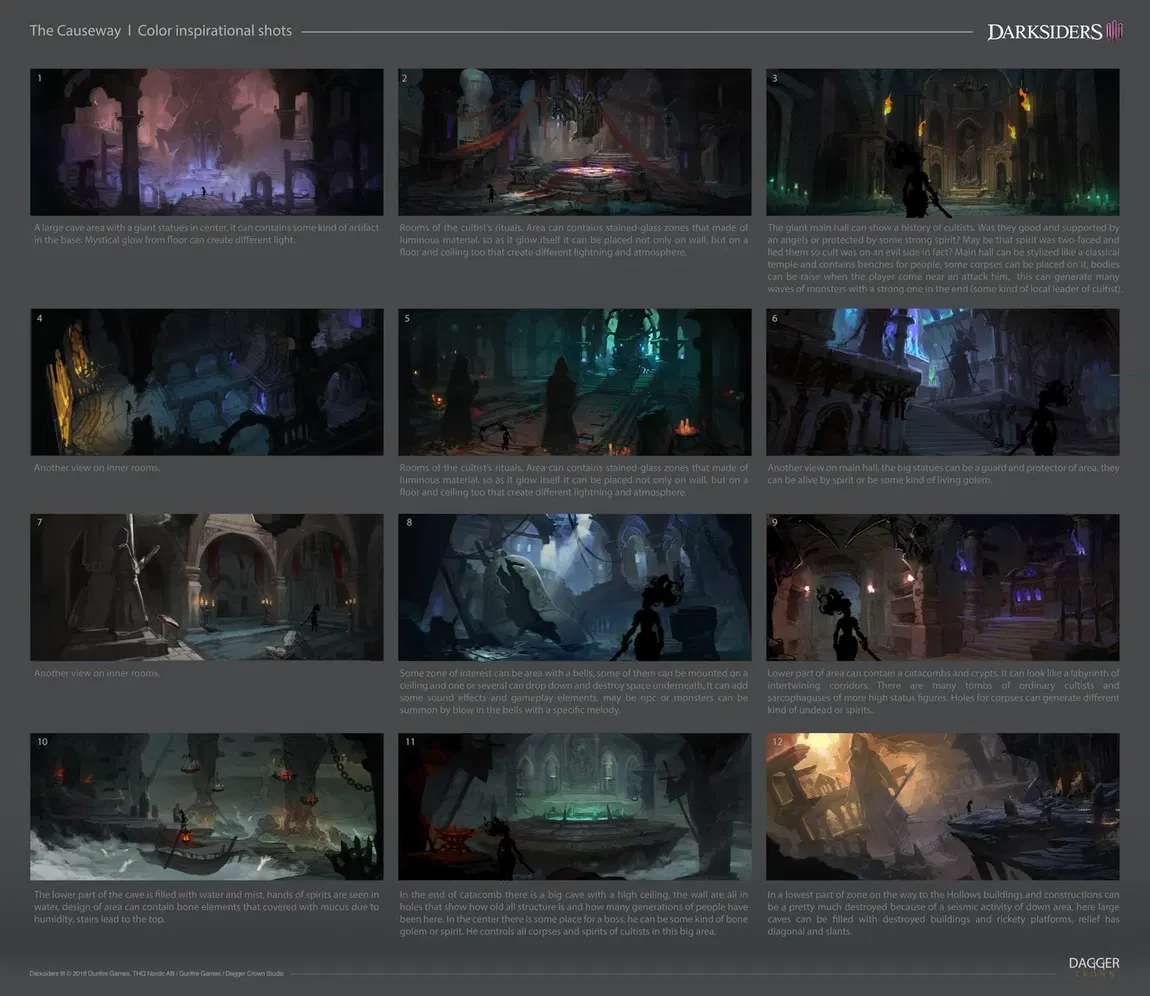 The Causeway | Color inspirational shots
DARKSIDERS III
1
A large cave area with a giant statues in center, it can contains some kind of artifact
in the base. Mystical glow from floor can create different light.
2
Rooms of the cultist's rituals. Area can contains stained-glass zones that made of
luminous material, so as it glow itself it can be placed not only on wall, but on a
floor and ceiling too that create different lightning and atmosphere.
3
The giant main hall can show a history of cultists. Was they good and supported by
an angels or protected by some strong spirit? May be that spirit was two-faced and
lied them so cult was on an evil side in fact? Main hall can be stylized like a classical
temple and contains benches for people, some corpses can be placed on it, bodies
can be raise when the player come near an attack him, this can generate many
waves of monsters with a strong one in the end (some kind of local leader of cultist).
4
Another view on inner rooms.
5
Rooms of the cultist's rituals. Area can contains stained-glass zones that made of
luminous material, so as it glow itself it can be placed not only on wall, but on a
floor and ceiling too that create different lightning and atmosphere.
6
Another view on main hall, the big statues can be a guard and protector of area, they
can be alive by spirit or be some kind of living golem.
7
Another view on inner rooms.
8
Some zone of interest can be area with a bells, some of them can be mounted on a
ceiling and one or several can drop down and destroy space underneath. It can add
some sound effects and gameplay elements, may be npc or monsters can be
summon by blow in the bells with a specific melody.
9
Lower part of area can contain a catacombs and crypts. It can look like a labyrinth of
intertwining corridors. There are many tombs of ordinary cultists and
sarcophaguses of more high status figures. Holes for corpses can generate different
kind of undead or spirits.
10
The lower part of the cave is filled with water and mist, hands of spirits are seen in
water, design of area can contain bone elements that covered with mucus due to
humidity, stairs lead to the top.
11
In the end of catacomb there is a big cave with a high ceiling, the wall are all in
holes that show how old all structure is and how many generations of people have
been here. In the center there is some place for a boss, he can be some kind of bone
golem or spirit. He controls all corpses and spirits of cultists in this big area.
12
In a lowest part of zone on the way to the Hollows buildings and constructions can
be a pretty much destroyed because of a seismic activity of down area, here large
caves can be filled with destroyed buildings and rickety platforms, relief has
diagonal and slants.
Darksiders III © 2018 Gunfire Games. THQ Nordic AB / Gunfire Games / Dagger Crown Studio
DAGGER
CROWN